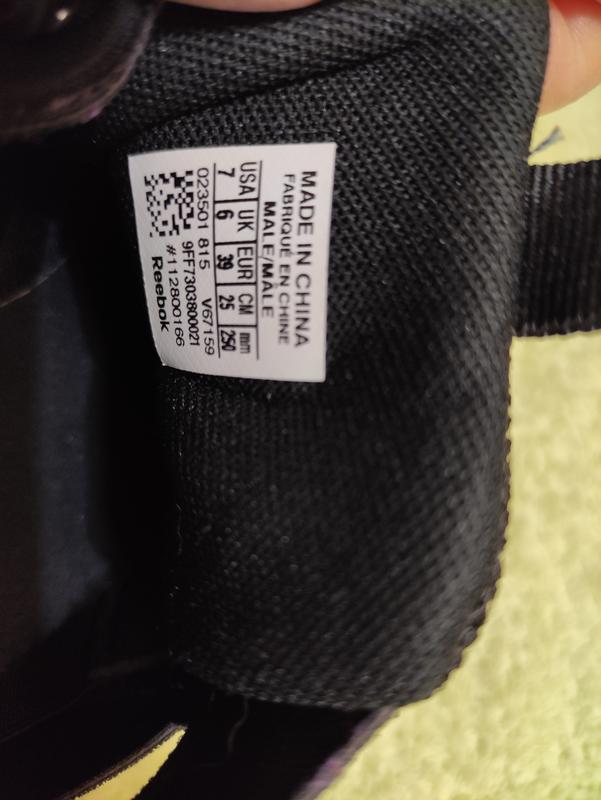 MADE IN CHINA
FABRIQUÉ EN CHINE
MALE/MÂLE
USA UK EUR CM mm
7 6 39 25 250
023501 815 V67159
9FF7303800021
#112800166
Reebok